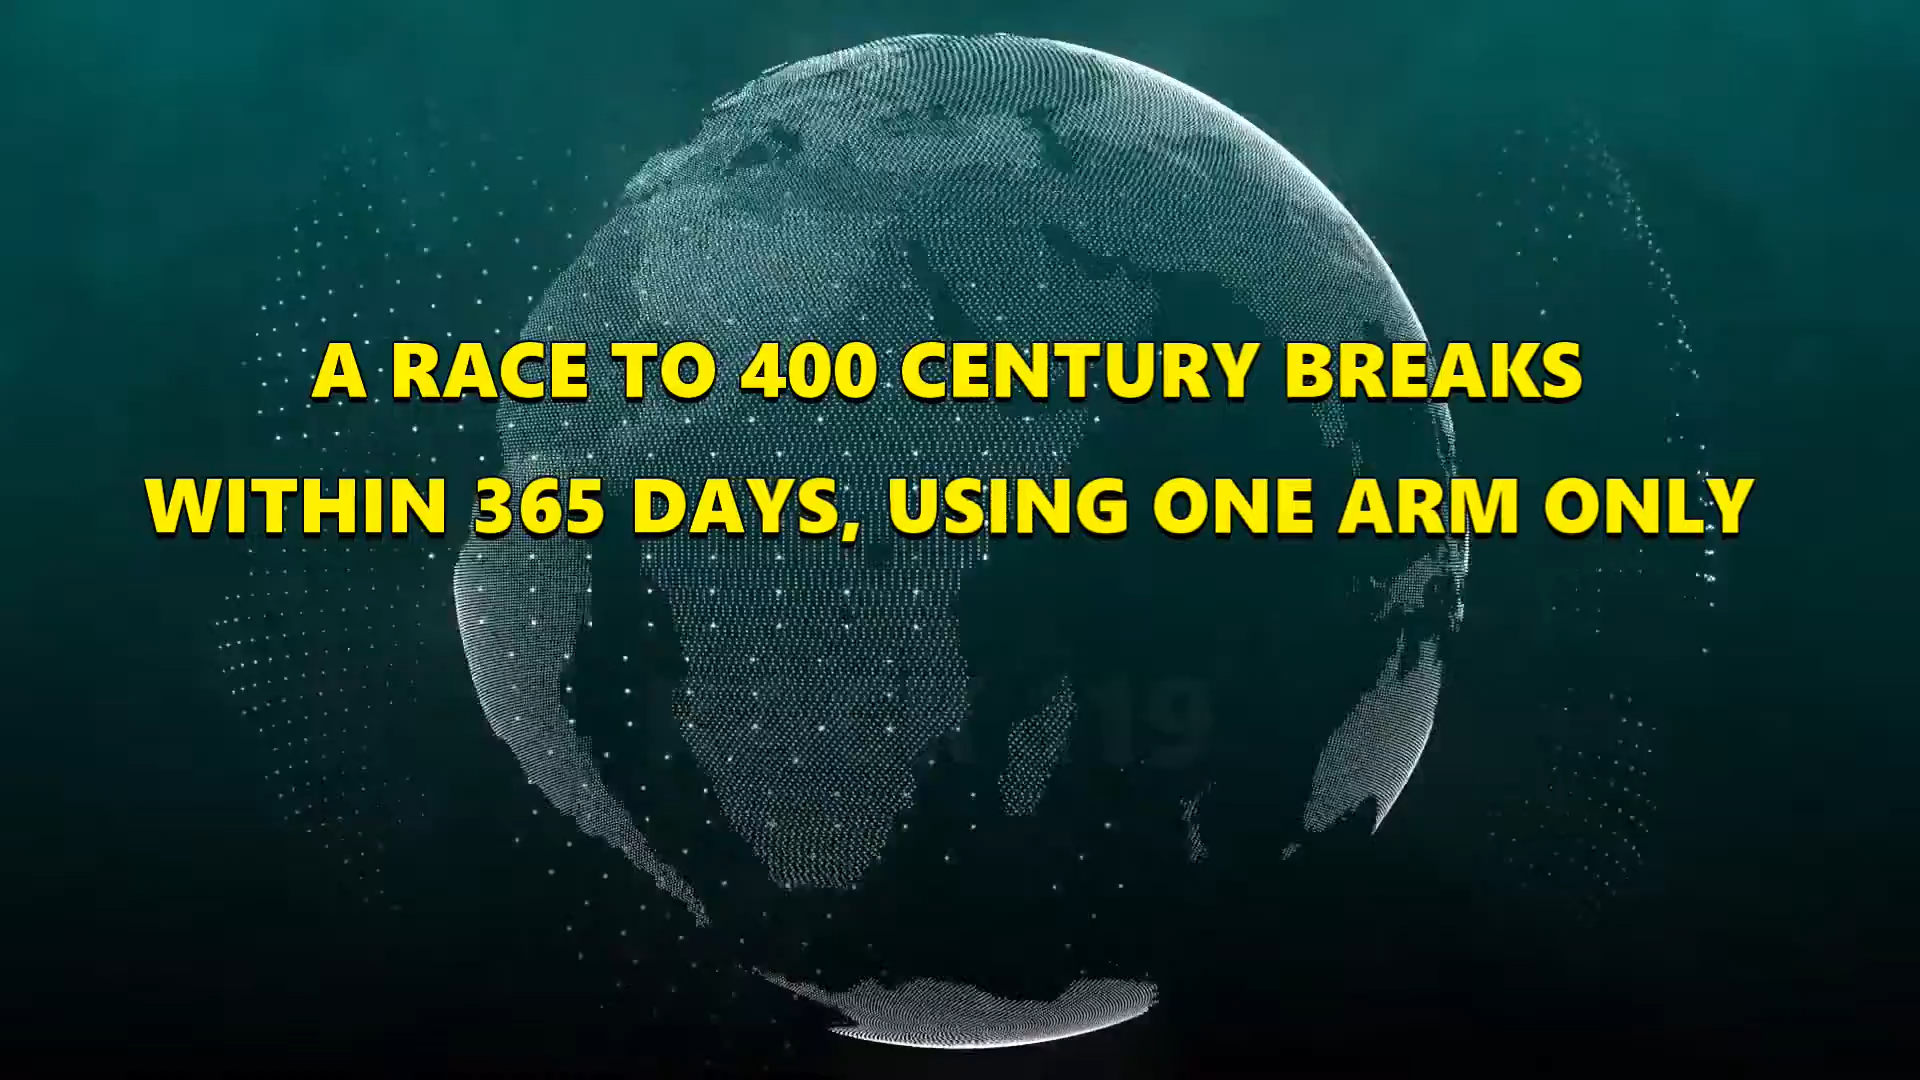 A RACE TO 400 CENTURY BREAKS
WITHIN 365 DAYS, USING ONE ARM ONLY